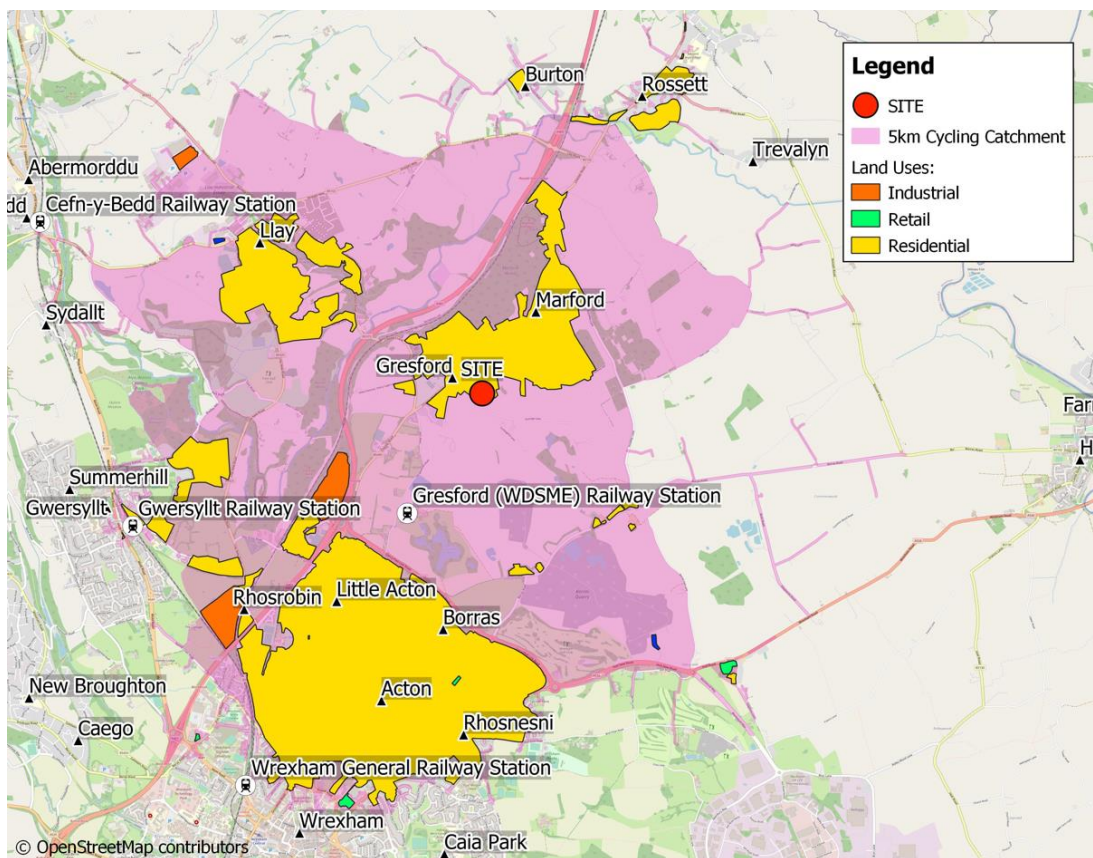 Burton
Rossett
Trevalyn
Abermorddu
dd
Cefn-y-Bedd Railway Station
Llay
Sydallt
Marford
Gresford
SITE
Summerhill
Gwersyllt
Gwersyllt Railway Station
Gresford (WDSME) Railway Station
Far
H
Little Acton
Rhosrobin
Borras
New Broughton
Acton
Caego
Rhosnesni
Wrexham General Railway Station
Wrexham
Caia Park
© OpenStreetMap contributors
Legend
SITE
5km Cycling Catchment
Land Uses:
Industrial
Retail
Residential